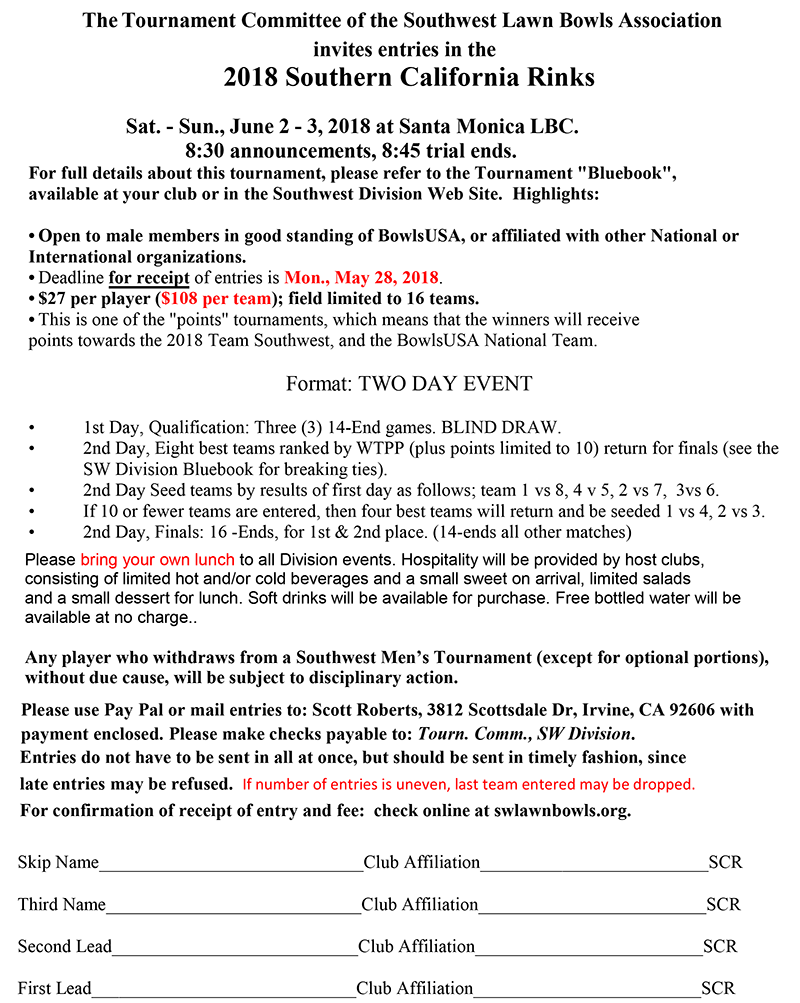 The Tournament Committee of the Southwest Lawn Bowls Association
invites entries in the
2018 Southern California Rinks
Sat. - Sun., June 2 - 3, 2018 at Santa Monica LBC.
8:30 announcements, 8:45 trial ends.
For full details about this tournament, please refer to the Tournament "Bluebook",
available at your club or in the Southwest Division Web Site.  Highlights:
• Open to male members in good standing of BowlsUSA, or affiliated with other National or
International organizations.
• Deadline for receipt of entries is Mon., May 28, 2018.
• $27 per player ($108 per team); field limited to 16 teams.
• This is one of the "points" tournaments, which means that the winners will receive
points towards the 2018 Team Southwest, and the BowlsUSA National Team.
Format: TWO DAY EVENT
• 1st Day, Qualification: Three (3) 14-End games. BLIND DRAW.
• 2nd Day, Eight best teams ranked by WTPP (plus points limited to 10) return for finals (see the
SW Division Bluebook for breaking ties).
• 2nd Day Seed teams by results of first day as follows; team 1 vs 8, 4 v 5, 2 vs 7,  3vs 6.
• If 10 or fewer teams are entered, then four best teams will return and be seeded 1 vs 4, 2 vs 3.
• 2nd Day, Finals: 16 -Ends, for 1st & 2nd place. (14-ends all other matches)
Please bring your own lunch to all Division events. Hospitality will be provided by host clubs,
consisting of limited hot and/or cold beverages and a small sweet on arrival, limited salads
and a small dessert for lunch. Soft drinks will be available for purchase. Free bottled water will be
available at no charge..
Any player who withdraws from a Southwest Men’s Tournament (except for optional portions),
without due cause, will be subject to disciplinary action.
Please use Pay Pal or mail entries to: Scott Roberts, 3812 Scottsdale Dr, Irvine, CA 92606 with
payment enclosed. Please make checks payable to: Tourn. Comm., SW Division.
Entries do not have to be sent in all at once, but should be sent in timely fashion, since
late entries may be refused.  If number of entries is uneven, last team entered may be dropped.
For confirmation of receipt of entry and fee:  check online at swlawnbowls.org.
Skip Name____________________________Club Affiliation________________________SCR
Third Name___________________________Club Affiliation________________________SCR
Second Lead__________________________Club Affiliation________________________SCR
First Lead____________________________Club Affiliation________________________SCR